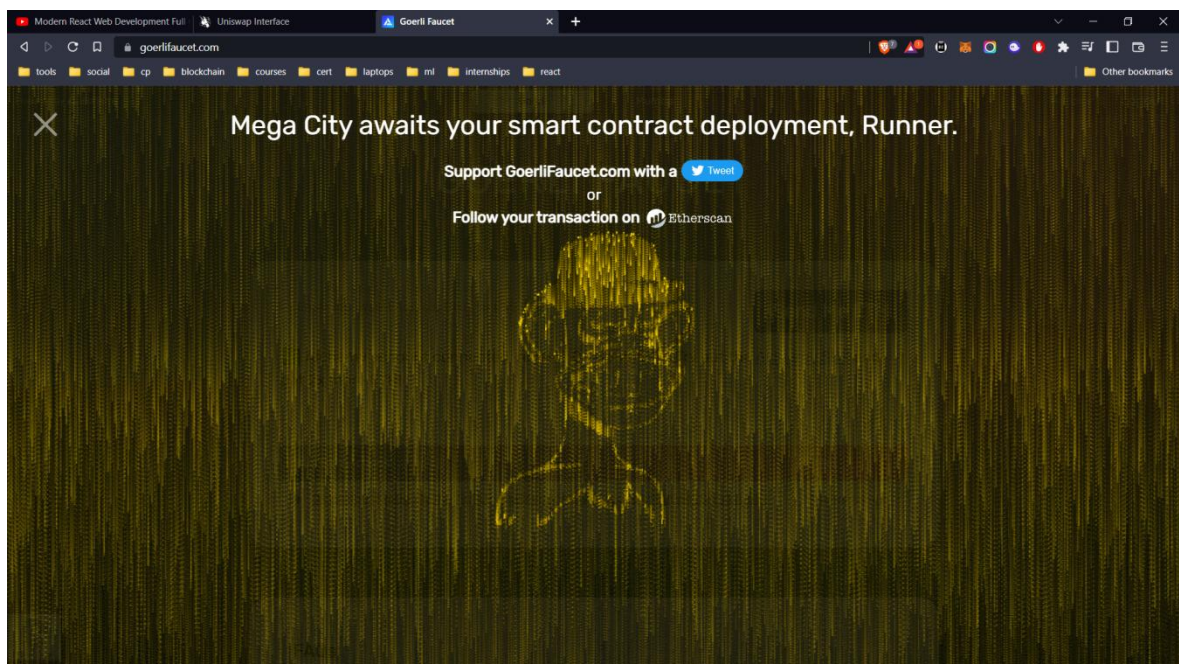 Modern React Web Development Full
Uniswap Interface
Goerli Faucet
goerlifaucet.com
tools
social
cp
blockchain
courses
cert
laptops
ml
internships
react
Other bookmarks
Mega City awaits your smart contract deployment, Runner.
Support GoerliFaucet.com with a Tweet
or
Follow your transaction on Etherscan